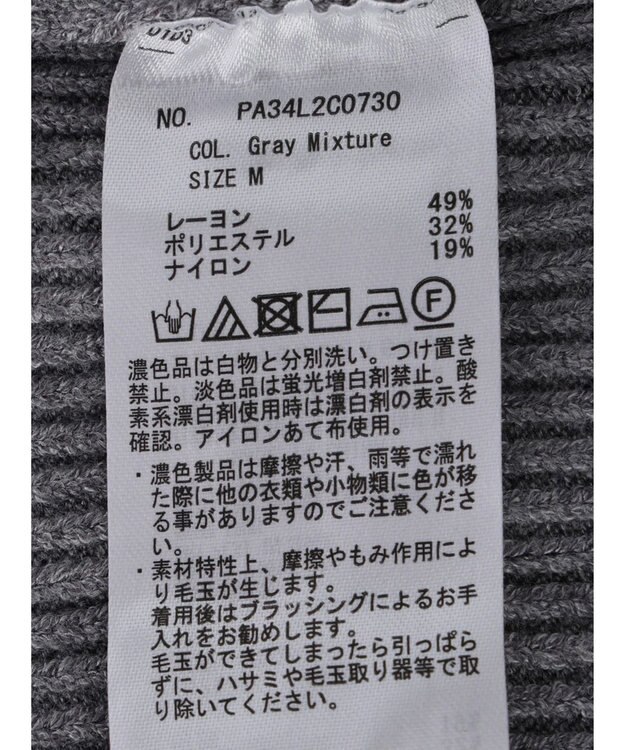 D1D3
NO. PA34L2C0730
COL. Gray Mixture
SIZE M
レーヨン 49%
ポリエステル 32%
ナイロン 19%
F
濃色品は白物と分別洗い。つけ置き
禁止。淡色品は蛍光増白剤禁止。酸
素系漂白剤使用時は漂白剤の表示を
確認。アイロンあて布使用。
・濃色製品は摩擦や汗、雨等で濡れ
た際に他の衣類や小物類に色が移
る事がありますのでご注意くださ
い。
・素材特性上、摩擦やもみ作用によ
り毛玉が生じます。
着用後はブラッシングによるお手
入れをお勧めします。
毛玉ができてしまったら引っぱら
ずに、ハサミや毛玉取り器等で取
り除いてください。